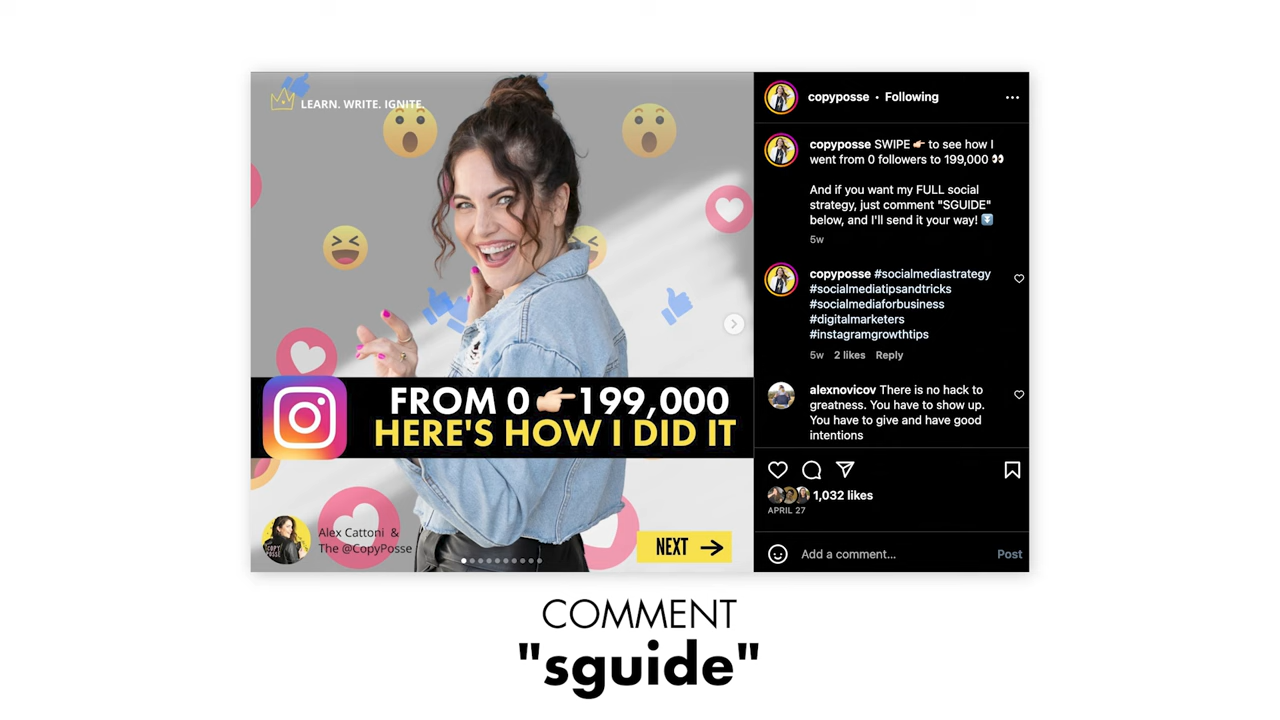 LEARN. WRITE. IGNITE.
FROM 0 👉🏻 199,000
HERE'S HOW I DID IT
COPY
POSSE
Alex Cattoni &
The @CopyPosse
NEXT →
copyposse • Following
copyposse SWIPE 👉🏻 to see how I
went from 0 followers to 199,000 👀
And if you want my FULL social
strategy, just comment "SGUIDE"
below, and I'll send it your way! ⏬
5w
copyposse #socialmediastrategy
#socialmediatipsandtricks
#socialmediaforbusiness
#digitalmarketers
#instagramgrowthtips
5w 2 likes Reply
alexnovicov There is no hack to
greatness. You have to show up.
You have to give and have good
intentions
1,032 likes
APRIL 27
Add a comment... Post
COMMENT
"sguide"